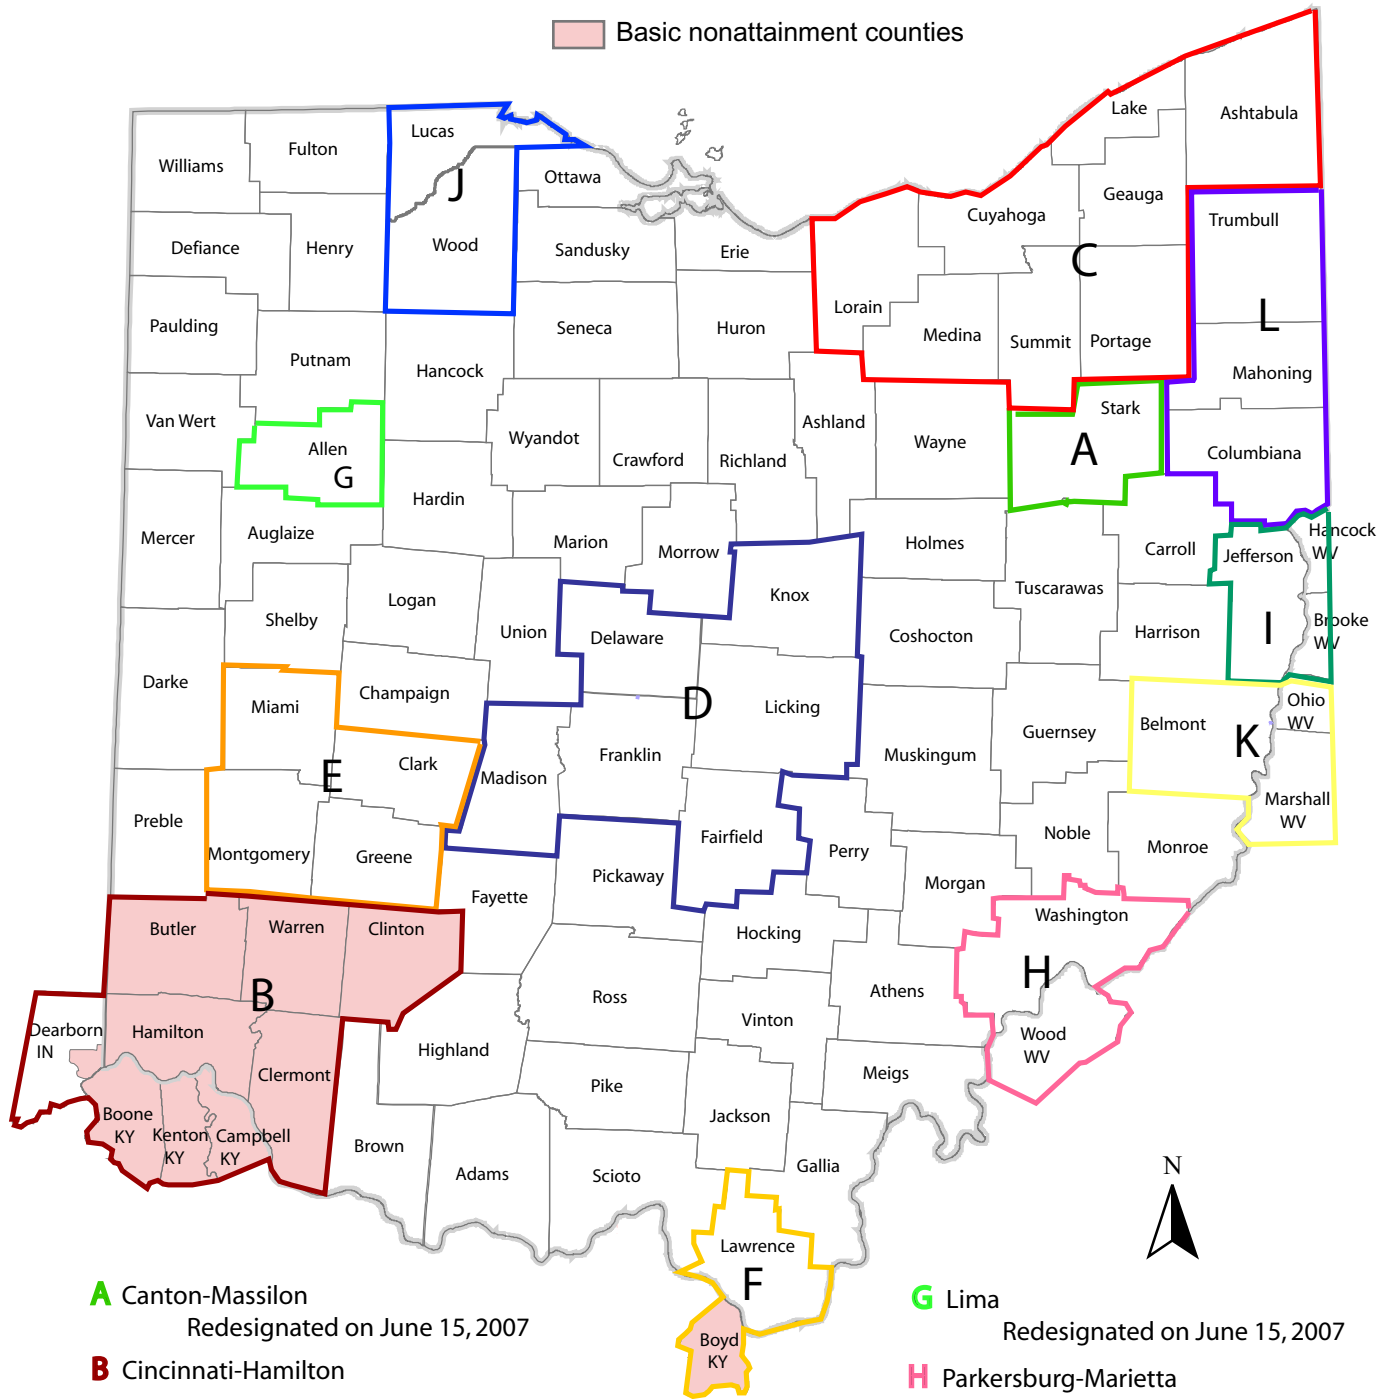 Basic nonattainment counties
Lake
Ashtabula
Lucas
Fulton
Williams
J
Ottawa
Geauga
Cuyahoga
Trumbull
Defiance
Henry
Wood
Sandusky
Erie
C
Lorain
L
Paulding
Seneca
Huron
Medina
Summit
Portage
Putnam
Hancock
Mahoning
Van Wert
Ashland
Stark
Allen
G
Wyandot
Crawford
Richland
Wayne
A
Columbiana
Hardin
Mercer
Auglaize
Marion
Morrow
Holmes
Carroll
Jefferson
Hancock
WV
Logan
Knox
Tuscarawas
Shelby
Union
Delaware
Coshocton
Harrison
I
Brooke
WV
Darke
Champaign
Miami
D
Licking
Ohio
WV
Belmont
K
Guernsey
Franklin
Muskingum
Clark
E
Madison
Marshall
WV
Preble
Fairfield
Noble
Montgomery
Greene
Perry
Monroe
Pickaway
Morgan
Fayette
Washington
Butler
Warren
Clinton
Hocking
H
B
Ross
Athens
Dearborn
IN
Hamilton
Vinton
Wood
WV
Highland
Clermont
Pike
Meigs
Boone
KY
Jackson
Kenton
KY
Campbell
KY
Brown
Adams
Scioto
Gallia
N
Lawrence
F
Boyd
KY
A Canton-Massilon
Redesignated on June 15, 2007
B Cincinnati-Hamilton
G Lima
Redesignated on June 15, 2007
H Parkersburg-Marietta